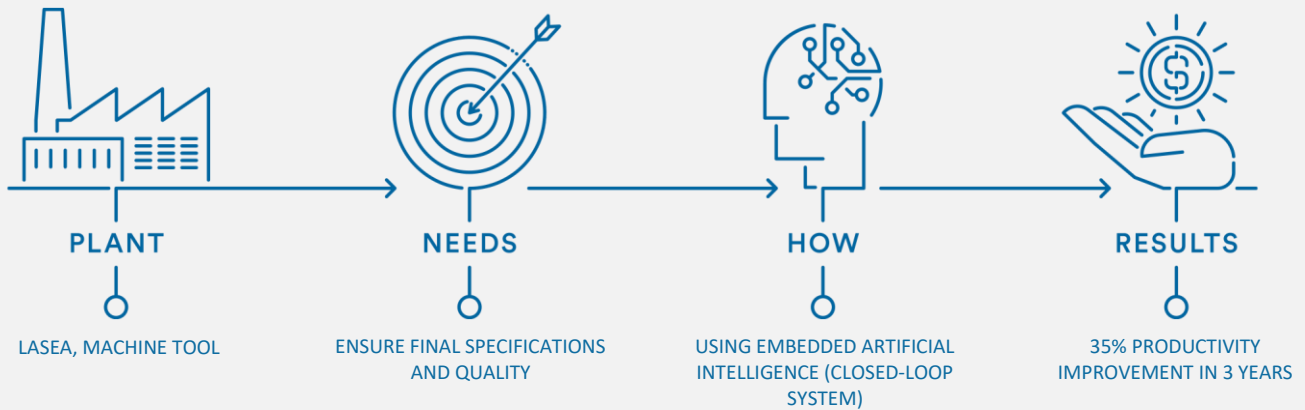 PLANT
NEEDS
HOW
RESULTS
LASEA, MACHINE TOOL
ENSURE FINAL SPECIFICATIONS
AND QUALITY
USING EMBEDDED ARTIFICIAL
INTELLIGENCE (CLOSED-LOOP
SYSTEM)
35% PRODUCTIVITY
IMPROVEMENT IN 3 YEARS